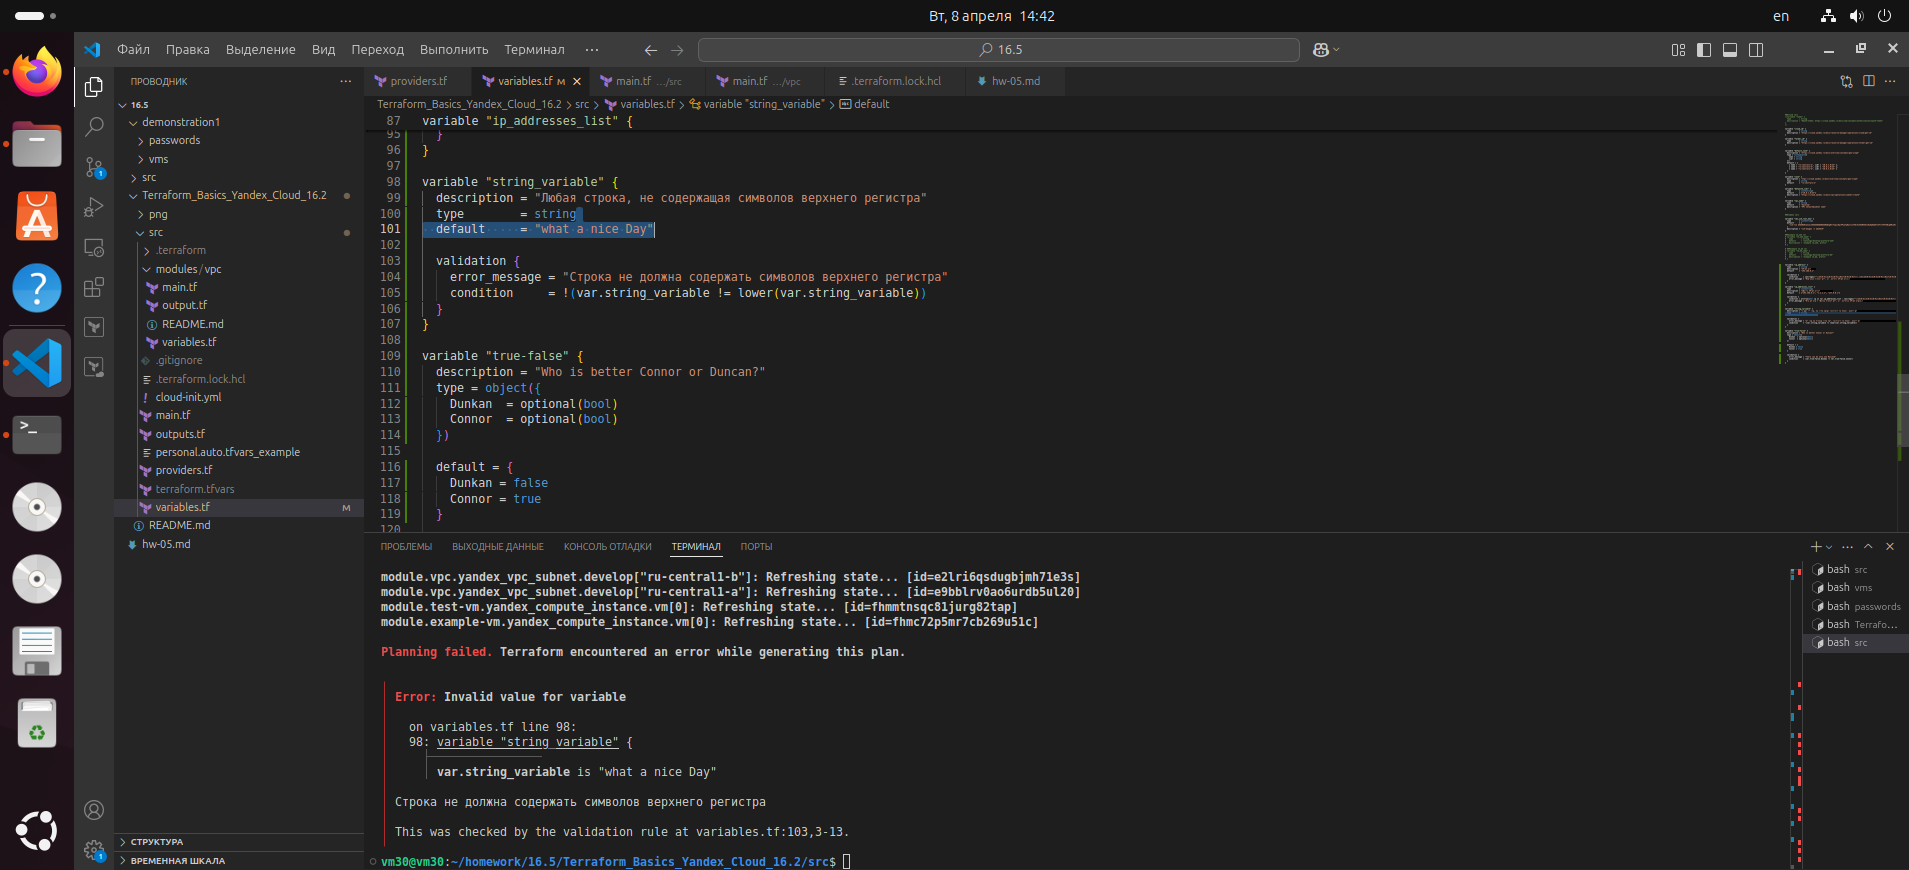 Вт, 8 апреля 14:42
en
Файл Правка Выделение Вид Переход Выполнить Терминал ···
16.5
ПРОВОДНИК ···
16.5
demonstration1
passwords
vms
src
Terraform_Basics_Yandex_Cloud_16.2
png
src
.terraform
modules / vpc
main.tf
output.tf
README.md
variables.tf
.gitignore
.terraform.lock.hcl
cloud-init.yml
main.tf
outputs.tf
personal.auto.tfvars_example
providers.tf
terraform.tfvars
variables.tf M
README.md
hw-05.md
СТРУКТУРА
ВРЕМЕННАЯ ШКАЛА
providers.tf variables.tf M main.tf .../src main.tf .../vpc .terraform.lock.hcl hw-05.md
Terraform_Basics_Yandex_Cloud_16.2 > src > variables.tf > variable "string_variable" > default
87 variable "ip_addresses_list" {
95 }
96 }
97
98 variable "string_variable" {
99 description = "Любая строка, не содержащая символов верхнего регистра"
100 type = string
101 default = "what a nice Day"
102
103 validation {
104 error_message = "Строка не должна содержать символов верхнего регистра"
105 condition = !(var.string_variable != lower(var.string_variable))
106 }
107 }
108
109 variable "true-false" {
110 description = "Who is better Connor or Duncan?"
111 type = object({
112 Dunkan = optional(bool)
113 Connor = optional(bool)
114 })
115
116 default = {
117 Dunkan = false
118 Connor = true
119 }
120
ПРОБЛЕМЫ ВЫХОДНЫЕ ДАННЫЕ КОНСОЛЬ ОТЛАДКИ ТЕРМИНАЛ ПОРТЫ
module.vpc.yandex_vpc_subnet.develop["ru-central1-b"]: Refreshing state... [id=e2lri6qsdugbjmh71e3s]
module.vpc.yandex_vpc_subnet.develop["ru-central1-a"]: Refreshing state... [id=e9bblrv0ao6urdb5ul20]
module.test-vm.yandex_compute_instance.vm[0]: Refreshing state... [id=fhmmtnsqc81jurg82tap]
module.example-vm.yandex_compute_instance.vm[0]: Refreshing state... [id=fhmc72p5mr7cb269u51c]
Planning failed. Terraform encountered an error while generating this plan.
Error: Invalid value for variable
on variables.tf line 98:
98: variable "string_variable" {
var.string_variable is "what a nice Day"
Строка не должна содержать символов верхнего регистра
This was checked by the validation rule at variables.tf:103,3-13.
vm30@vm30:~/homework/16.5/Terraform_Basics_Yandex_Cloud_16.2/src$
bash src
bash vms
bash passwords
bash Terrafo...
bash src